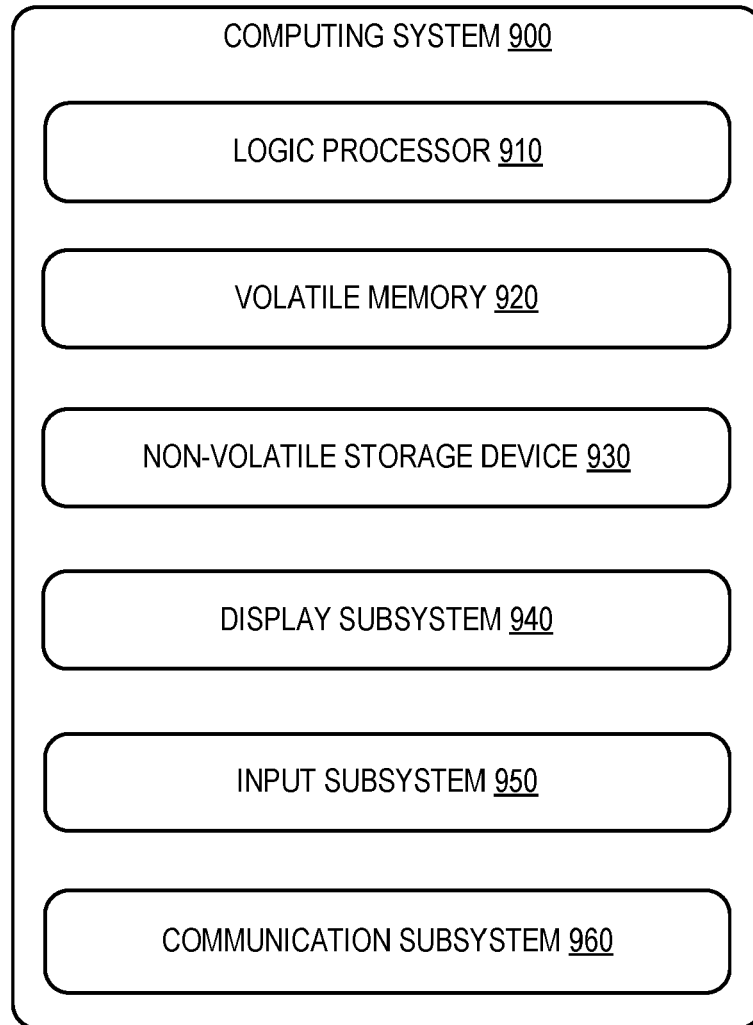 COMPUTING SYSTEM 900
LOGIC PROCESSOR 910
VOLATILE MEMORY 920
NON-VOLATILE STORAGE DEVICE 930
DISPLAY SUBSYSTEM 940
INPUT SUBSYSTEM 950
COMMUNICATION SUBSYSTEM 960